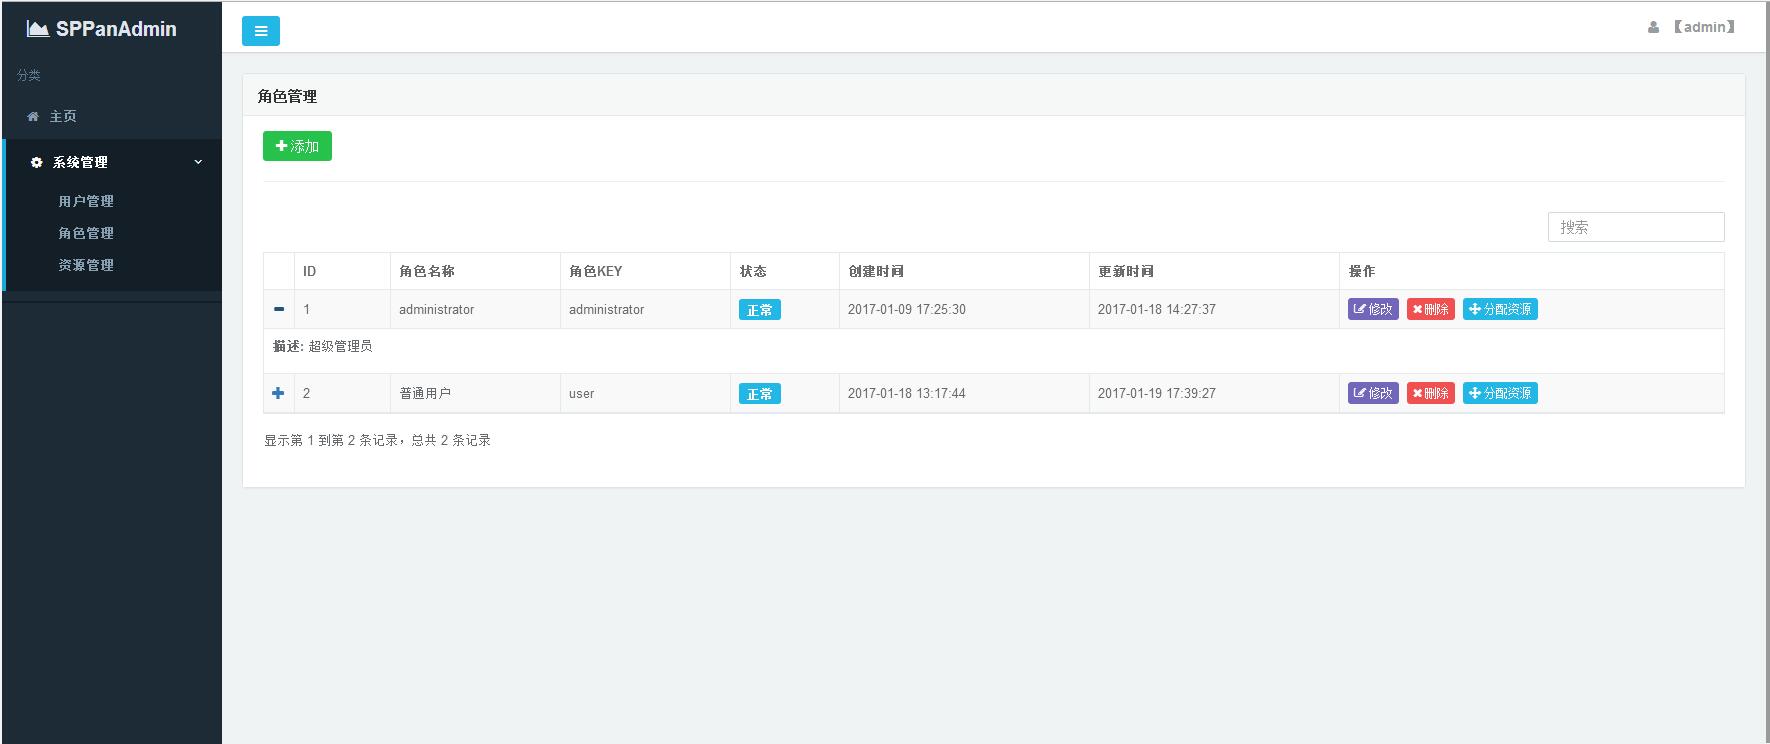 SPPanAdmin
【admin】
分类
主页
系统管理
用户管理
角色管理
资源管理
角色管理
添加
搜索
ID 角色名称 角色KEY 状态 创建时间 更新时间 操作
1 administrator administrator 正常 2017-01-09 17:25:30 2017-01-18 14:27:37 修改 删除 分配资源
描述: 超级管理员
2 普通用户 user 正常 2017-01-18 13:17:44 2017-01-19 17:39:27 修改 删除 分配资源
显示第 1 到第 2 条记录，总共 2 条记录